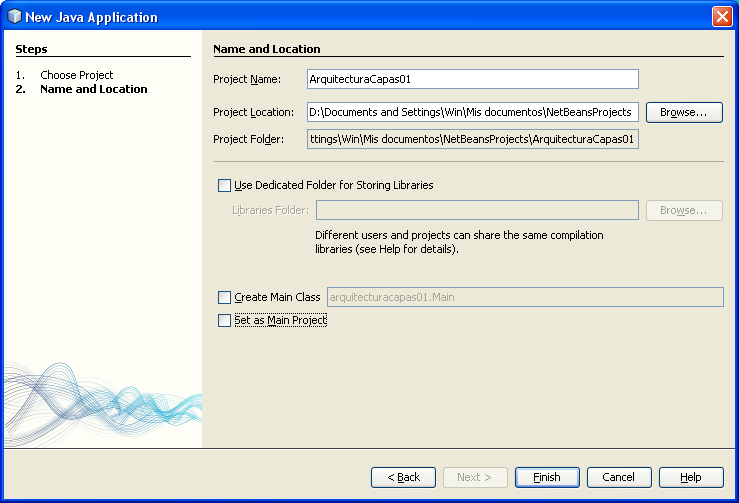 New Java Application
Steps
1. Choose Project
2. Name and Location
Name and Location
Project Name: ArquitecturaCapas01
Project Location: D:\Documents and Settings\Win\Mis documentos\NetBeansProjects Browse...
Project Folder: ttings\Win\Mis documentos\NetBeansProjects\ArquitecturaCapas01
Use Dedicated Folder for Storing Libraries
Libraries Folder: Browse...
Different users and projects can share the same compilation
libraries (see Help for details).
Create Main Class arquitecturacapas01.Main
Set as Main Project
< Back Next > Finish Cancel Help